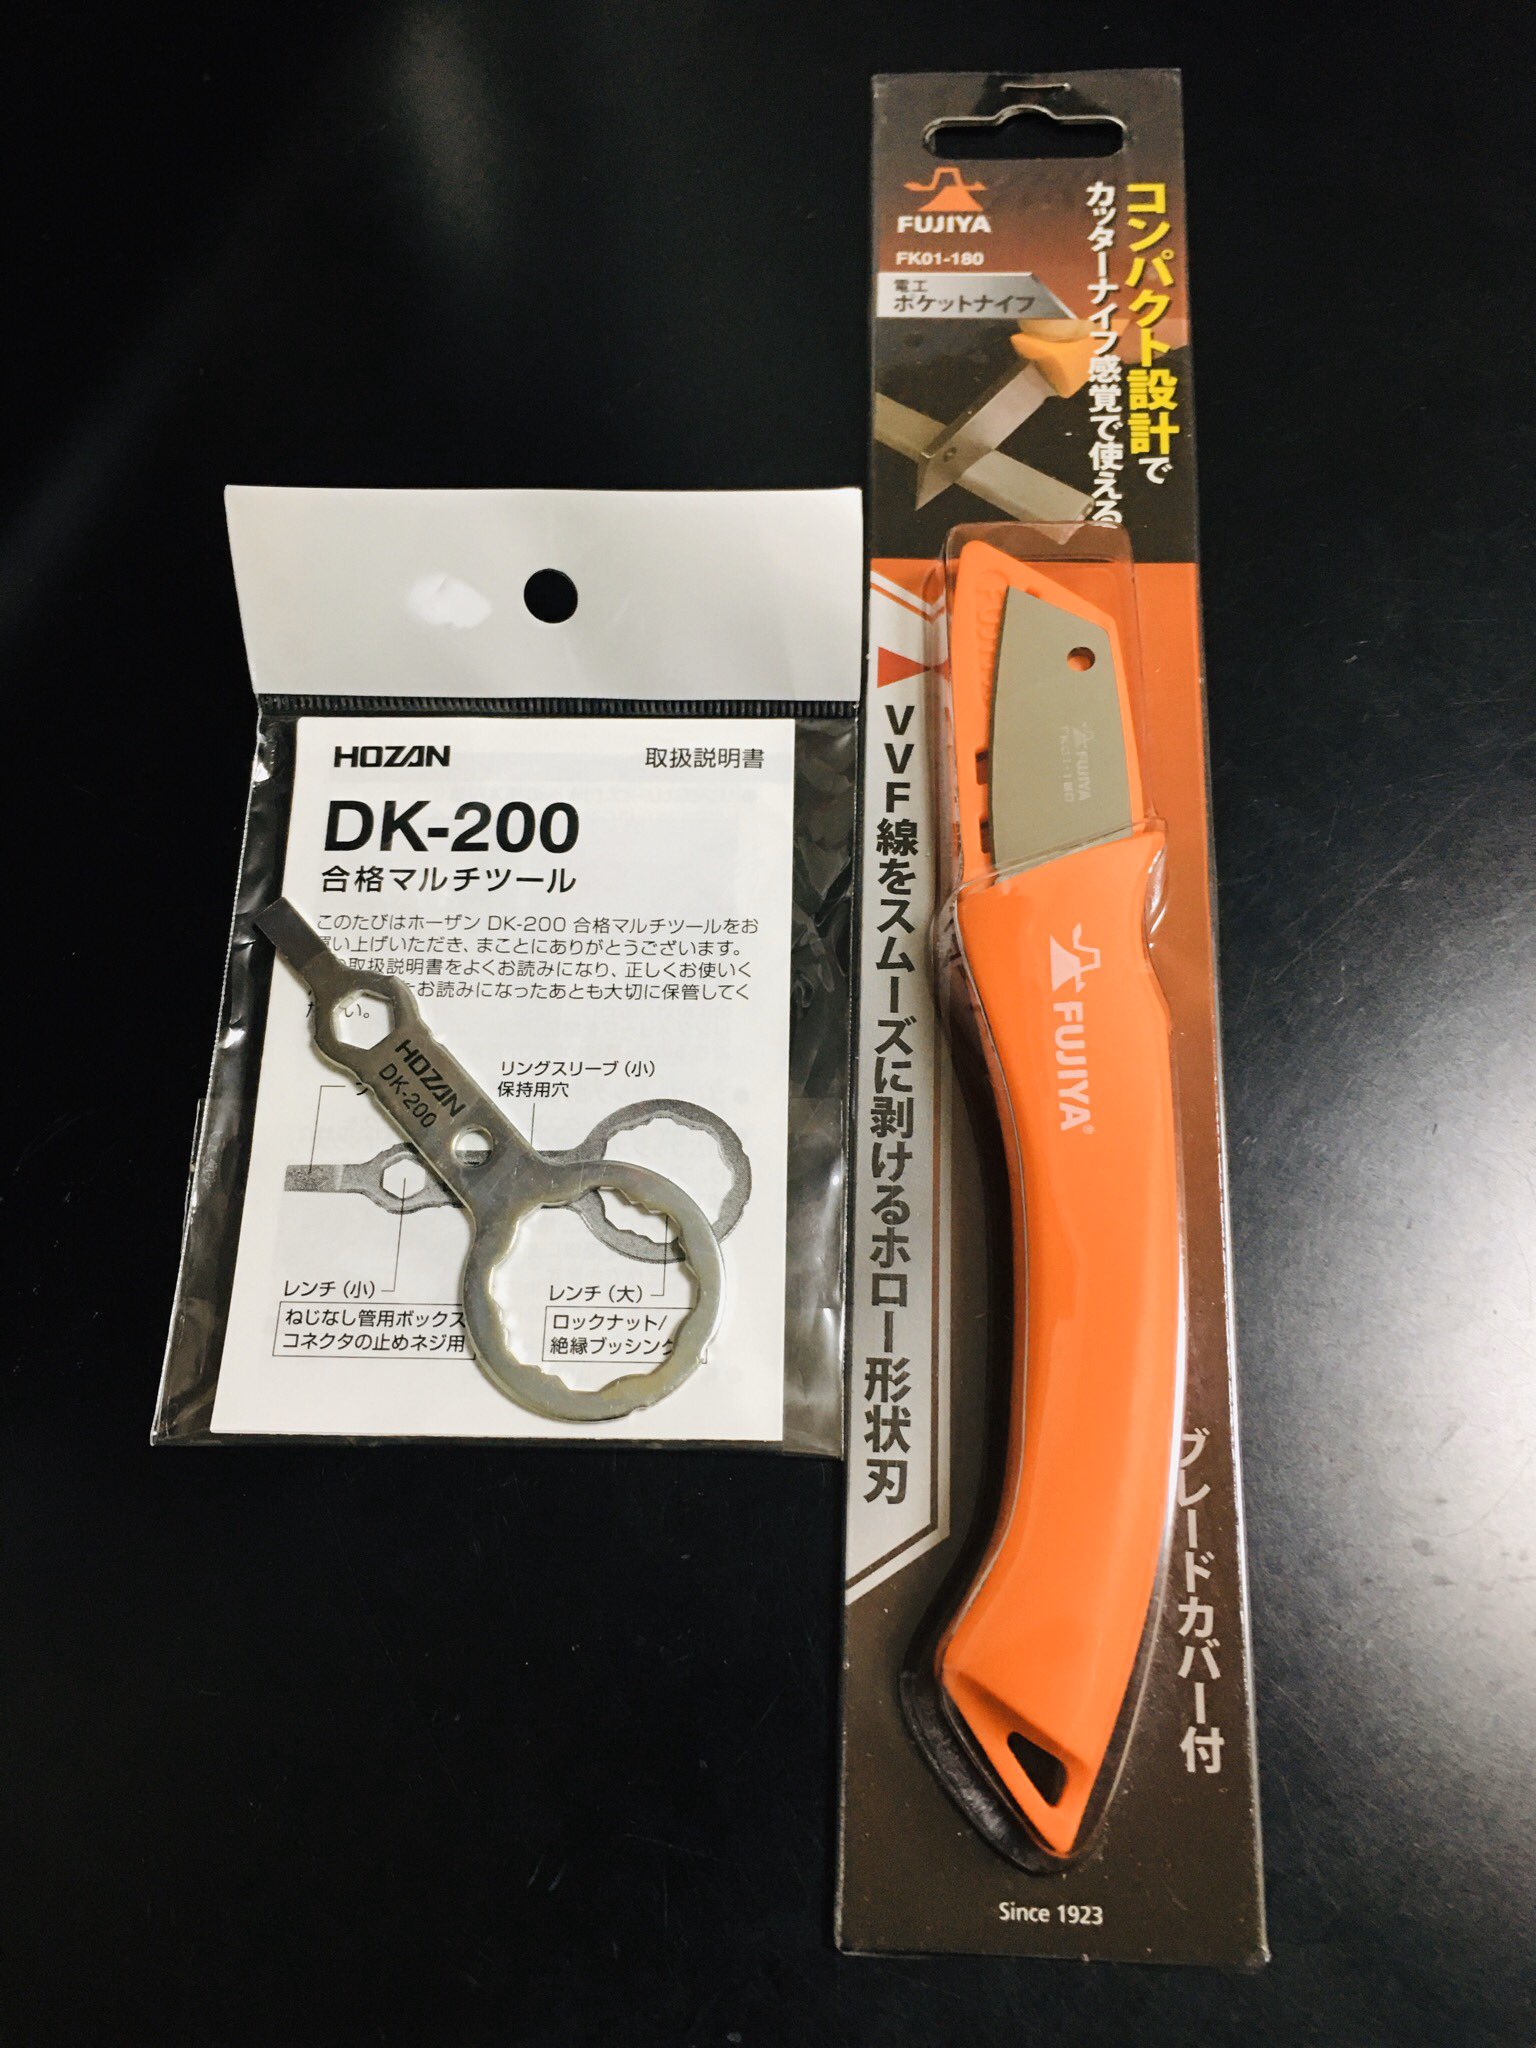 HOZAN
取扱説明書
DK-200
合格マルチツール
このたびはホーザン DK-200 合格マルチツールをお
い上げいただき、まことにありがとうございます。
取扱説明書をよくお読みになり、正しくお使いく
お読みになったあとも大切に保管してく
い。
リングスリーブ(小)
保持用穴
HOZAN
DK-200
レンチ(小)
ねじなし管用ボックス
コネクタの止めネジ用
レンチ(大)
ロックナット/
絶縁ブッシング
FUJIYA
FK01-180
電工
ポケットナイフ
コンパクト設計で
カッターナイフ感覚で使える
VVF線をスムーズに剥けるホロー形状刃
FUJIYA
FK01-180
FUJIYA®
ブレードカバー付
Since 1923